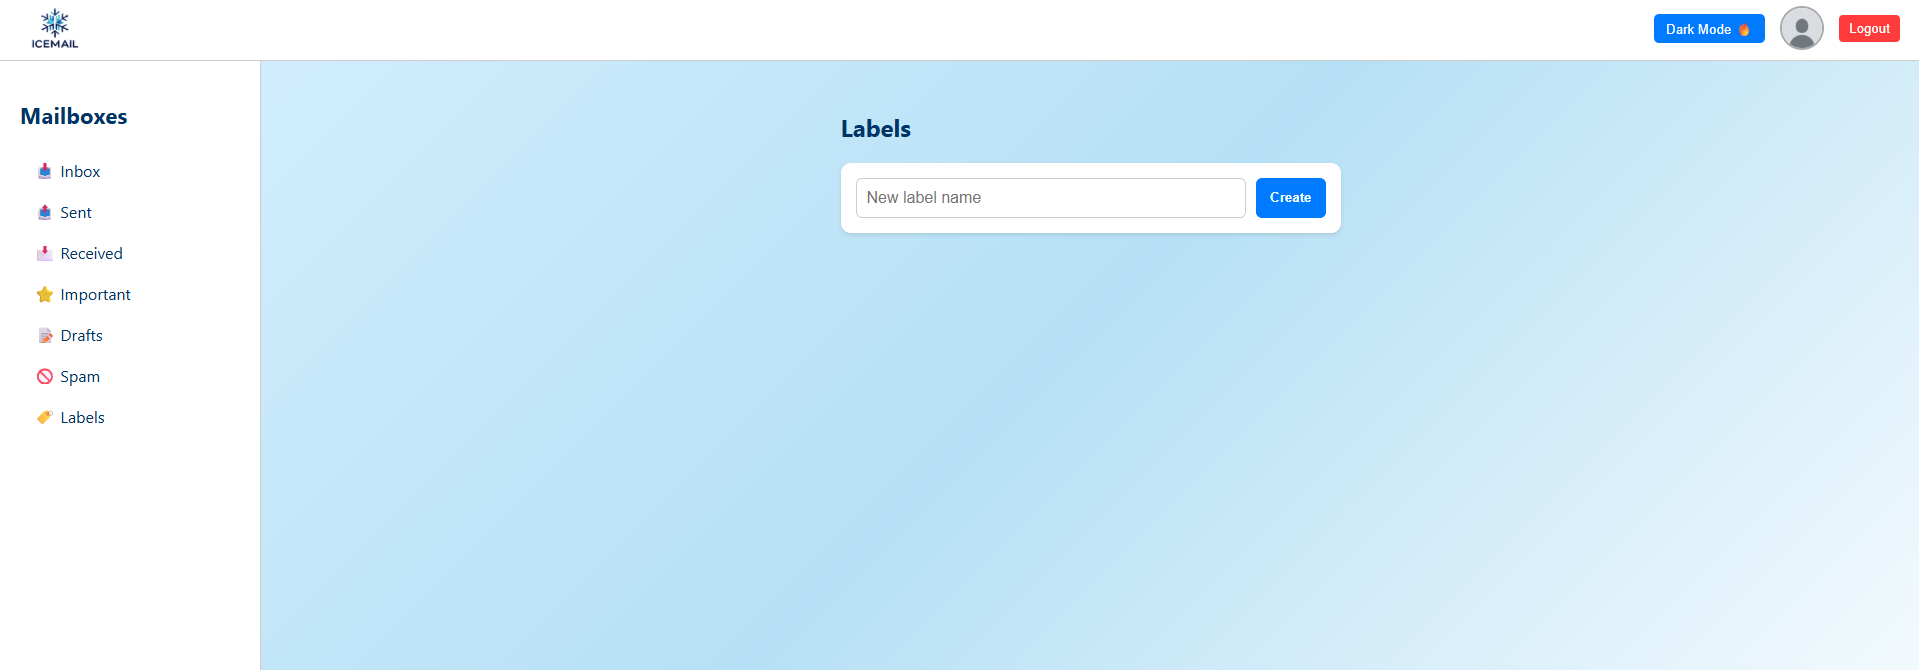 ICEMAIL
Dark Mode 🔥
Logout
Mailboxes
Inbox
Sent
Received
Important
Drafts
Spam
Labels
Labels
New label name
Create